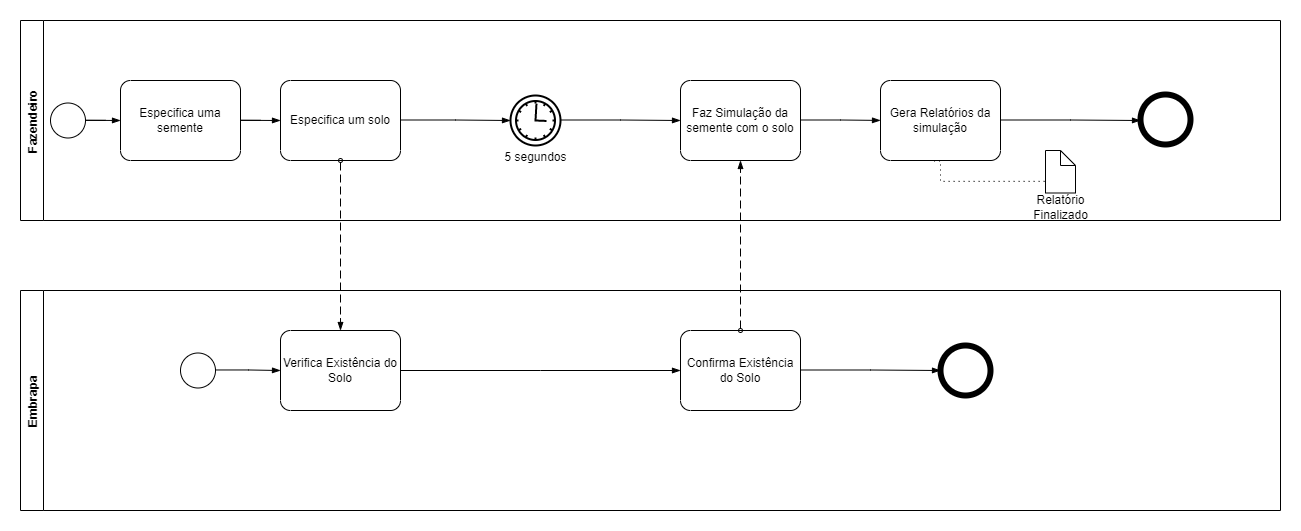 Fazendeiro
Especifica uma
semente
Especifica um solo
5 segundos
Faz Simulação da
semente com o solo
Gera Relatórios da
simulação
Relatório
Finalizado
Embrapa
Verifica Existência do
Solo
Confirma Existência
do Solo